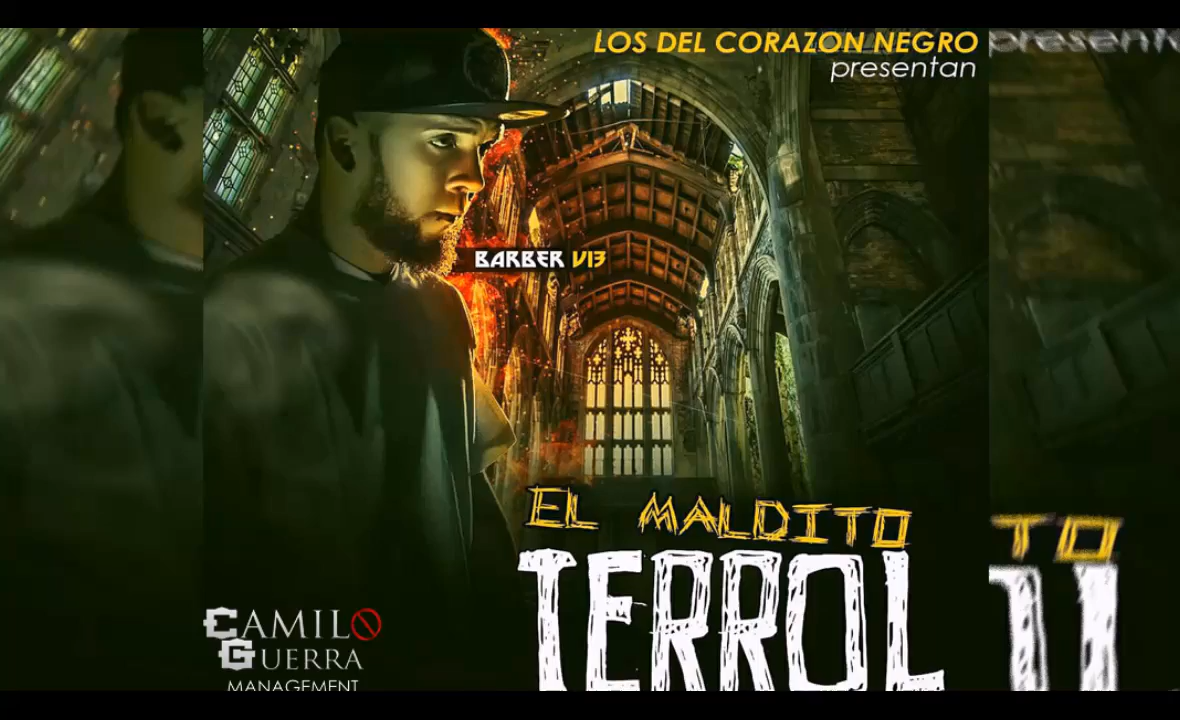 LOS DEL CORAZON NEGRO
presentan
BARBER V13
EL MALDITO
TERROL
CAMILO
GUERRA
MANAGEMENT